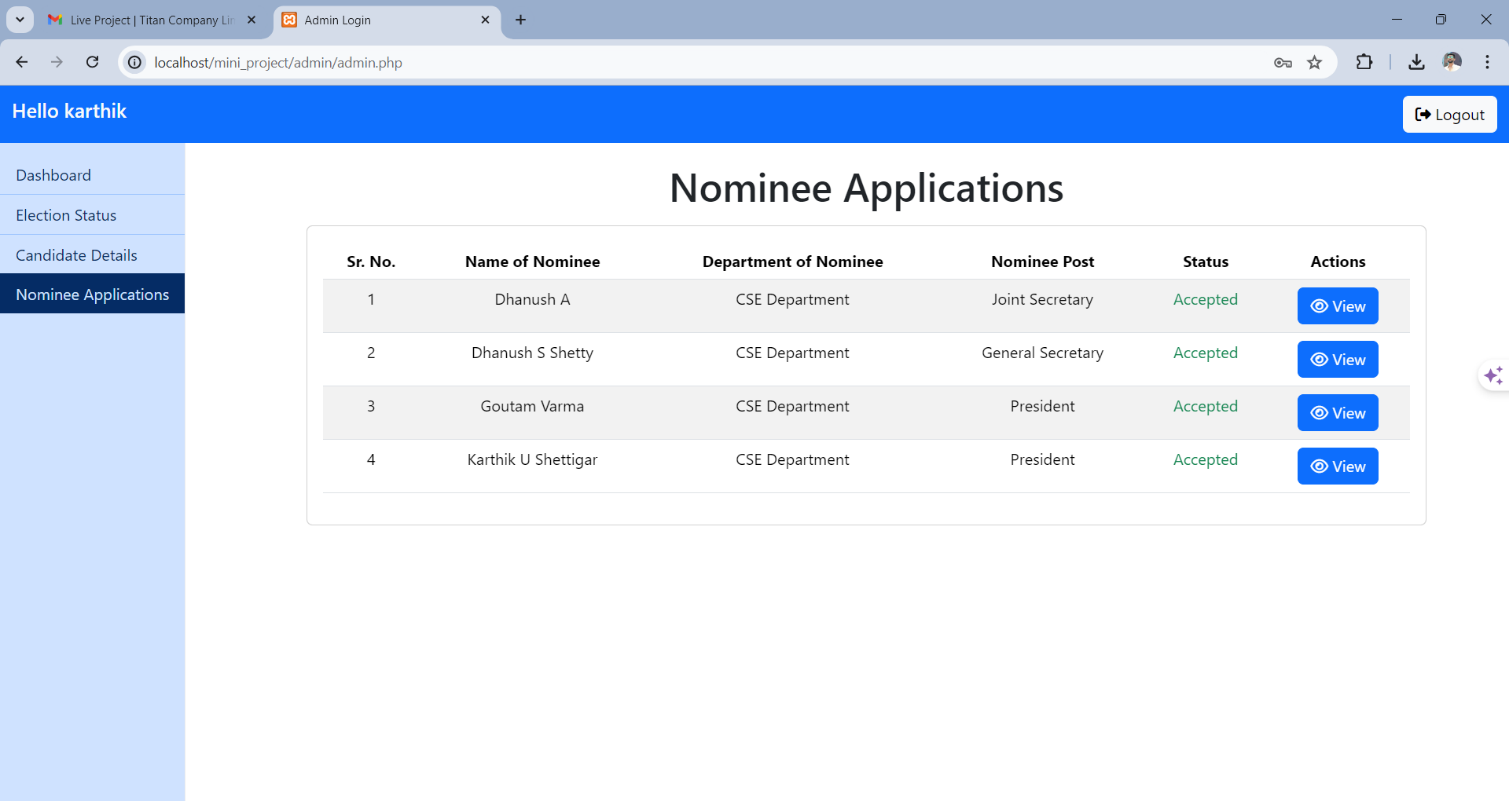 Live Project | Titan Company Li
Admin Login
localhost/mini_project/admin/admin.php
Hello karthik
Logout
Dashboard
Election Status
Candidate Details
Nominee Applications
Nominee Applications
Sr. No. Name of Nominee Department of Nominee Nominee Post Status Actions
1 Dhanush A CSE Department Joint Secretary Accepted View
2 Dhanush S Shetty CSE Department General Secretary Accepted View
3 Goutam Varma CSE Department President Accepted View
4 Karthik U Shettigar CSE Department President Accepted View